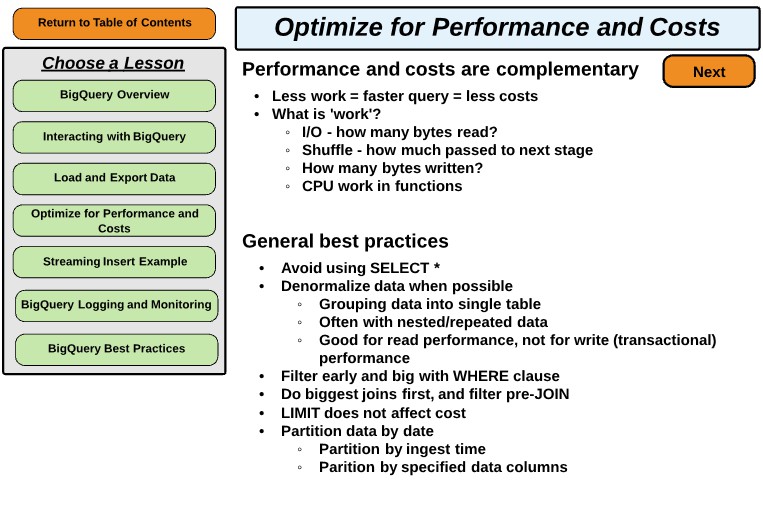 Return to Table of Contents
Optimize for Performance and Costs
Choose a Lesson
BigQuery Overview
Interacting with BigQuery
Load and Export Data
Optimize for Performance and
Costs
Streaming Insert Example
BigQuery Logging and Monitoring
BigQuery Best Practices
Performance and costs are complementary
Next
• Less work = faster query = less costs
• What is 'work'?
◦ I/O - how many bytes read?
◦ Shuffle - how much passed to next stage
◦ How many bytes written?
◦ CPU work in functions
General best practices
• Avoid using SELECT *
• Denormalize data when possible
◦ Grouping data into single table
◦ Often with nested/repeated data
◦ Good for read performance, not for write (transactional)
performance
• Filter early and big with WHERE clause
• Do biggest joins first, and filter pre-JOIN
• LIMIT does not affect cost
• Partition data by date
◦ Partition by ingest time
◦ Parition by specified data columns